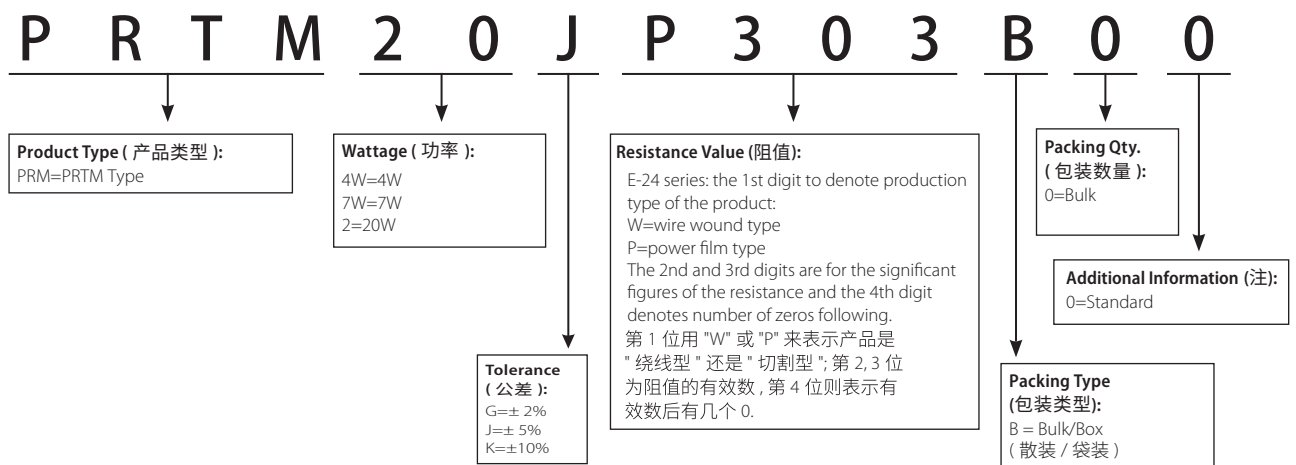 P R T M 2 0 J P 3 0 3 B 0 0
Product Type ( 产品类型 ):
PRM=PRTM Type
Wattage ( 功率 ):
4W=4W
7W=7W
2=20W
Tolerance
( 公差 ):
G=± 2%
J=± 5%
K=±10%
Resistance Value (阻值):
E-24 series: the 1st digit to denote production
type of the product:
W=wire wound type
P=power film type
The 2nd and 3rd digits are for the significant
figures of the resistance and the 4th digit
denotes number of zeros following.
第 1 位用 "W" 或 "P" 来表示产品是
" 绕线型 " 还是 " 切割型 "; 第 2, 3 位
为阻值的有效数 , 第 4 位则表示有
效数后有几个 0.
Packing Type
(包装类型):
B = Bulk/Box
( 散装 / 袋装 )
Packing Qty.
( 包装数量 ):
0=Bulk
Additional Information (注):
0=Standard